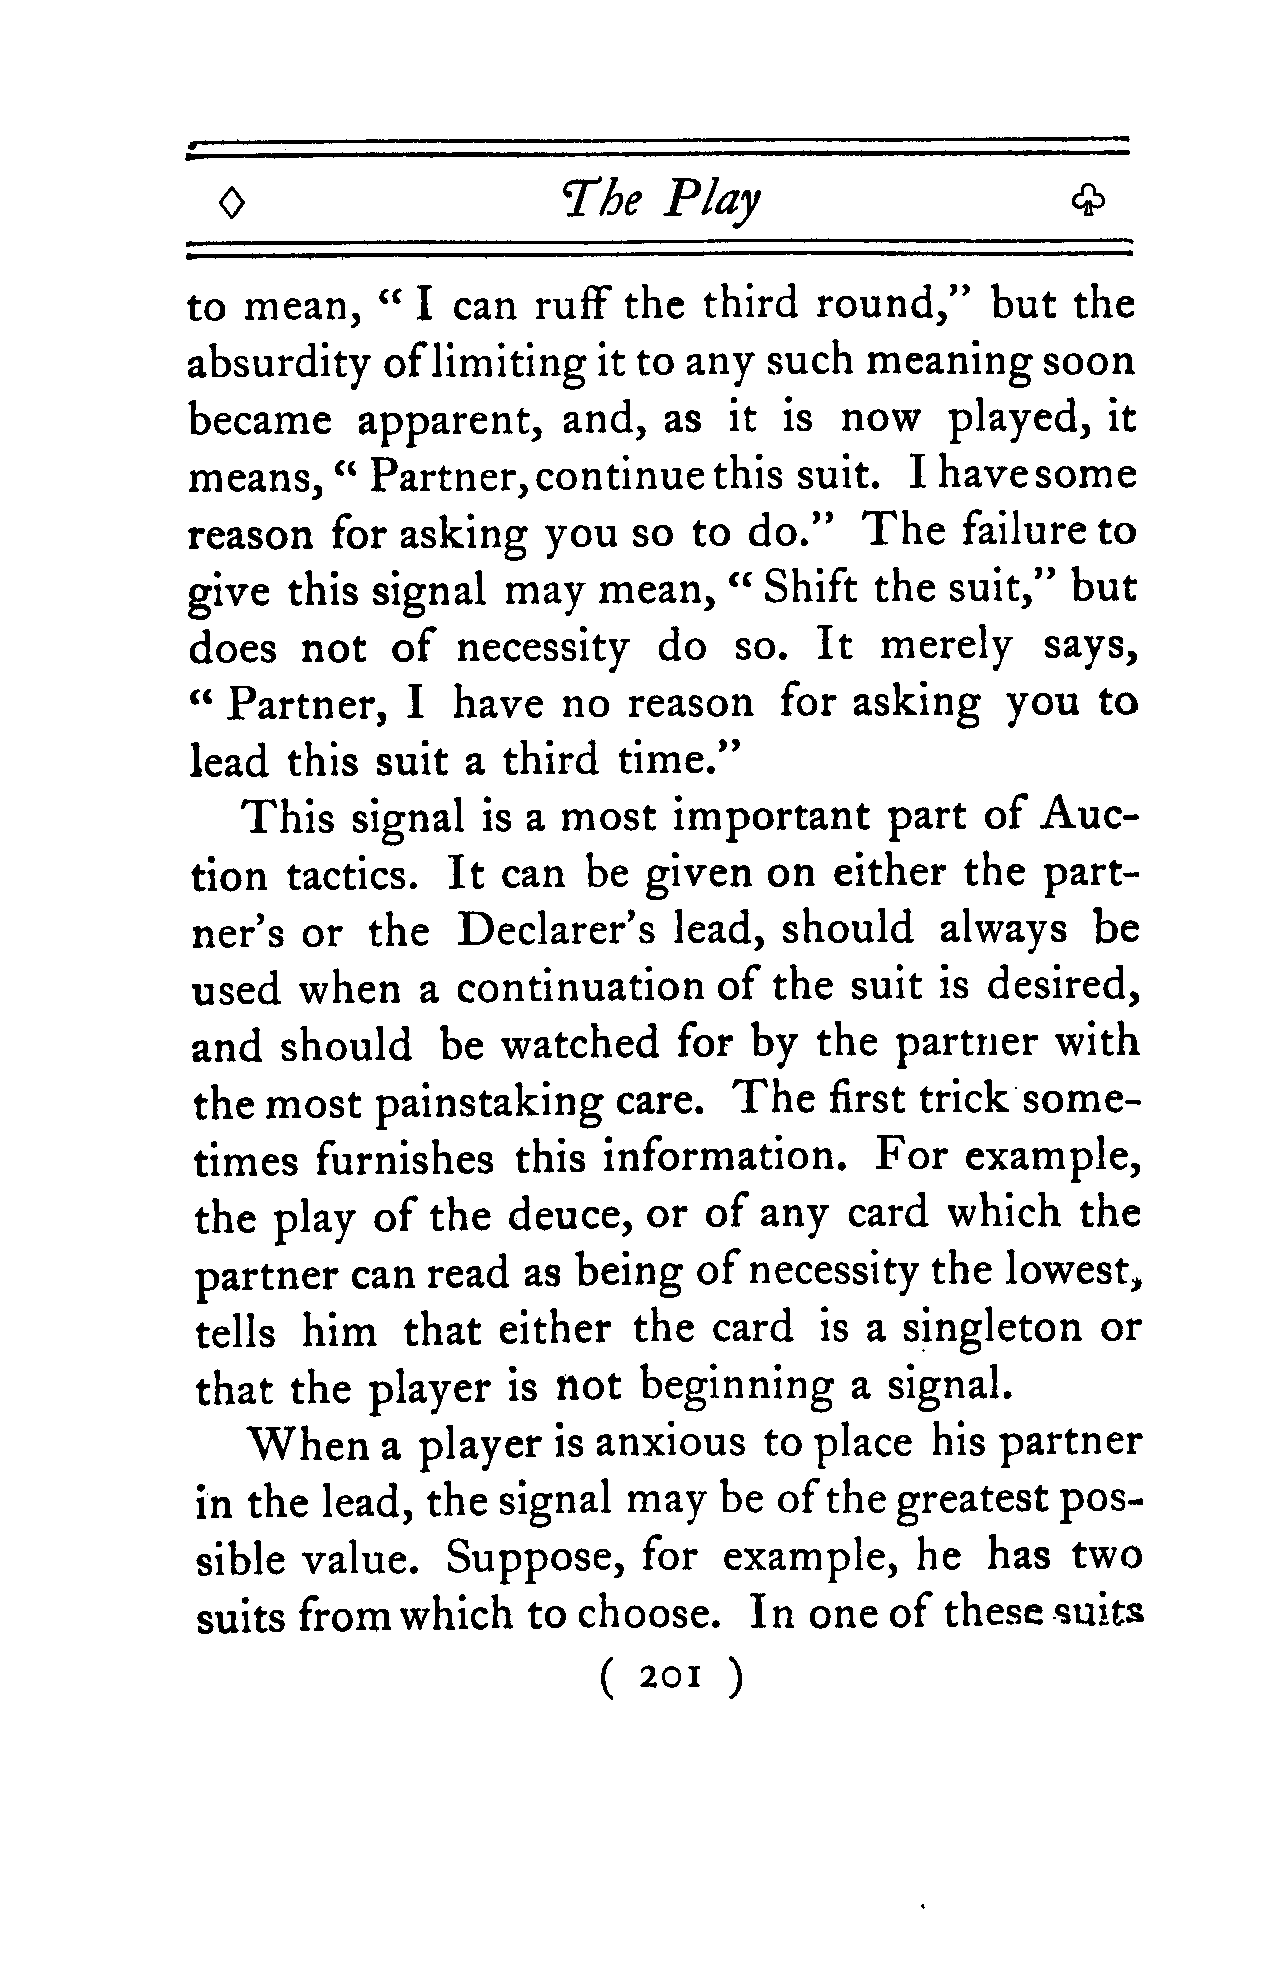 ◇ The Play ♧
to mean, “ I can ruff the third round,” but the
absurdity of limiting it to any such meaning soon
became apparent, and, as it is now played, it
means, “ Partner, continue this suit. I have some
reason for asking you so to do.” The failure to
give this signal may mean, “ Shift the suit,” but
does not of necessity do so. It merely says,
“ Partner, I have no reason for asking you to
lead this suit a third time.”
This signal is a most important part of Auc-
tion tactics. It can be given on either the part-
ner’s or the Declarer’s lead, should always be
used when a continuation of the suit is desired,
and should be watched for by the partner with
the most painstaking care. The first trick some-
times furnishes this information. For example,
the play of the deuce, or of any card which the
partner can read as being of necessity the lowest,
tells him that either the card is a singleton or
that the player is not beginning a signal.
When a player is anxious to place his partner
in the lead, the signal may be of the greatest pos-
sible value. Suppose, for example, he has two
suits from which to choose. In one of these suits
( 201 )